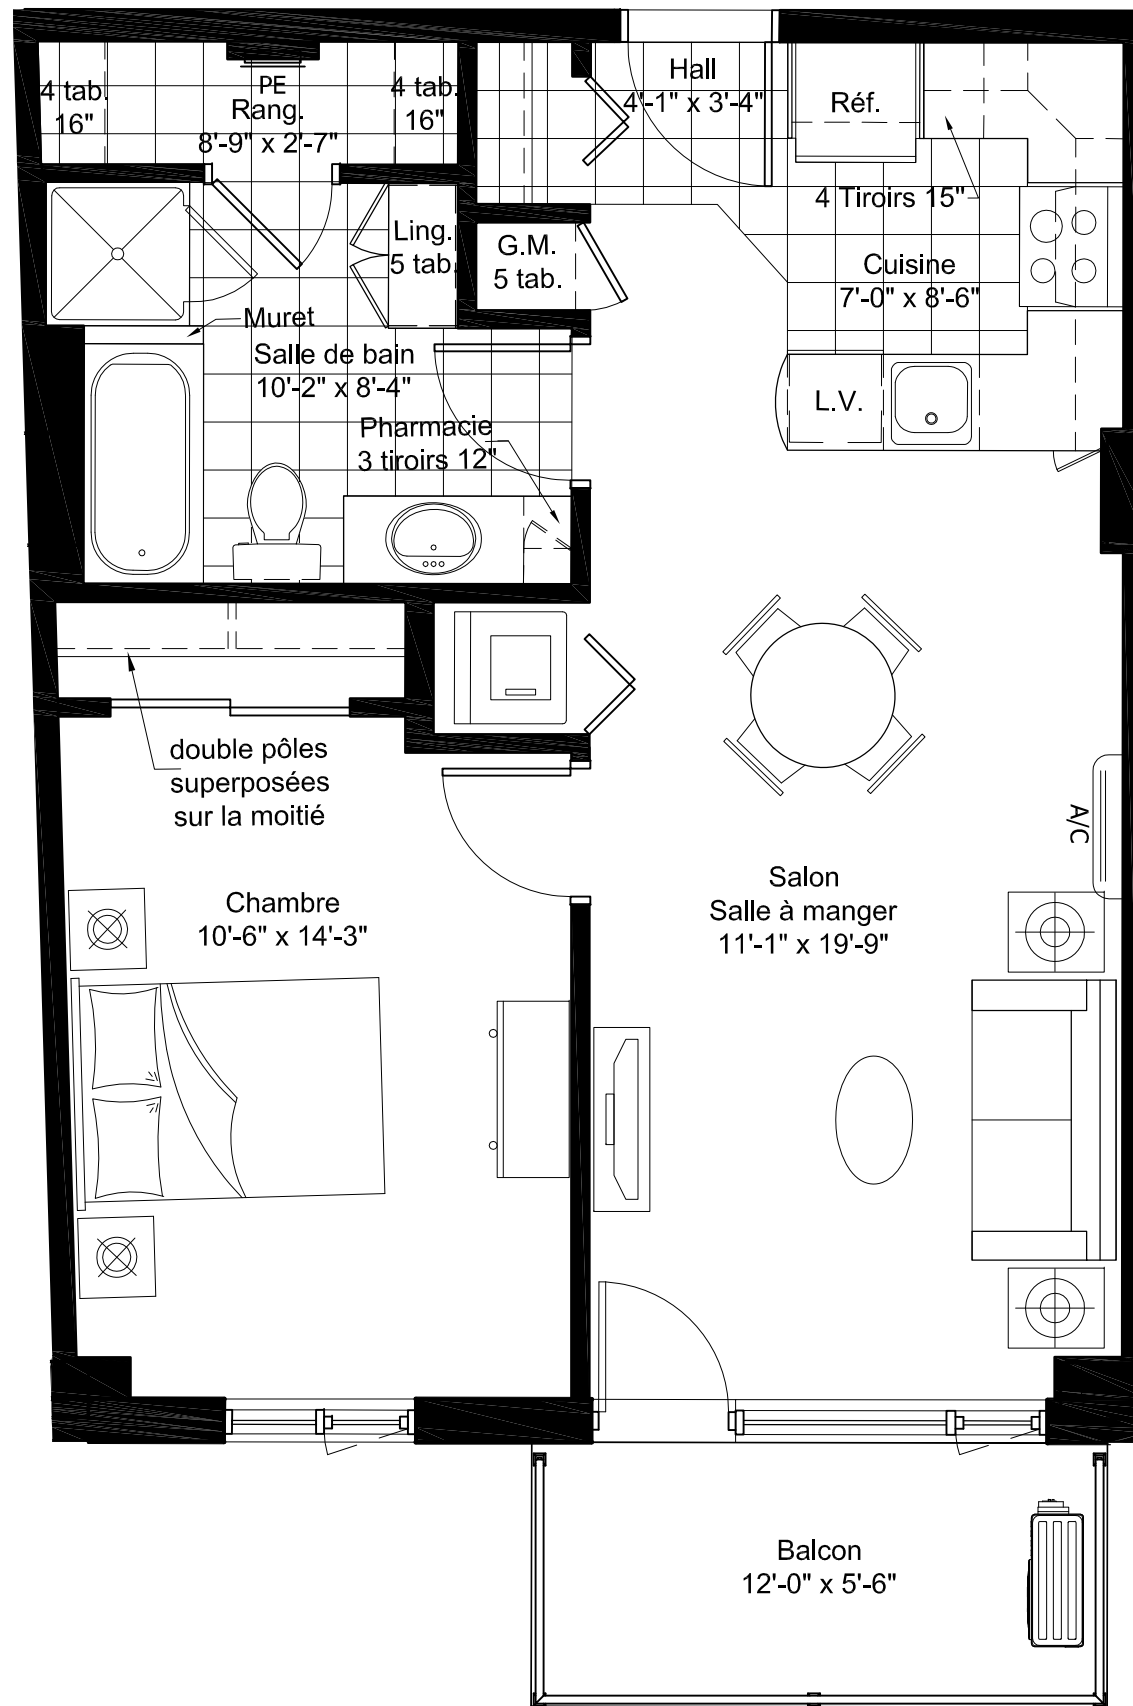 4 tab.
16"
PE
Rang.
8'-9" x 2'-7"
4 tab.
16"
Hall
4'-1" x 3'-4"
Réf.
4 Tiroirs 15"
Ling.
5 tab.
G.M.
5 tab.
Cuisine
7'-0" x 8'-6"
Muret
Salle de bain
10'-2" x 8'-4"
L.V.
Pharmacie
3 tiroirs 12"
double pôles
superposées
sur la moitié
A/C
Chambre
10'-6" x 14'-3"
Salon
Salle à manger
11'-1" x 19'-9"
Balcon
12'-0" x 5'-6"